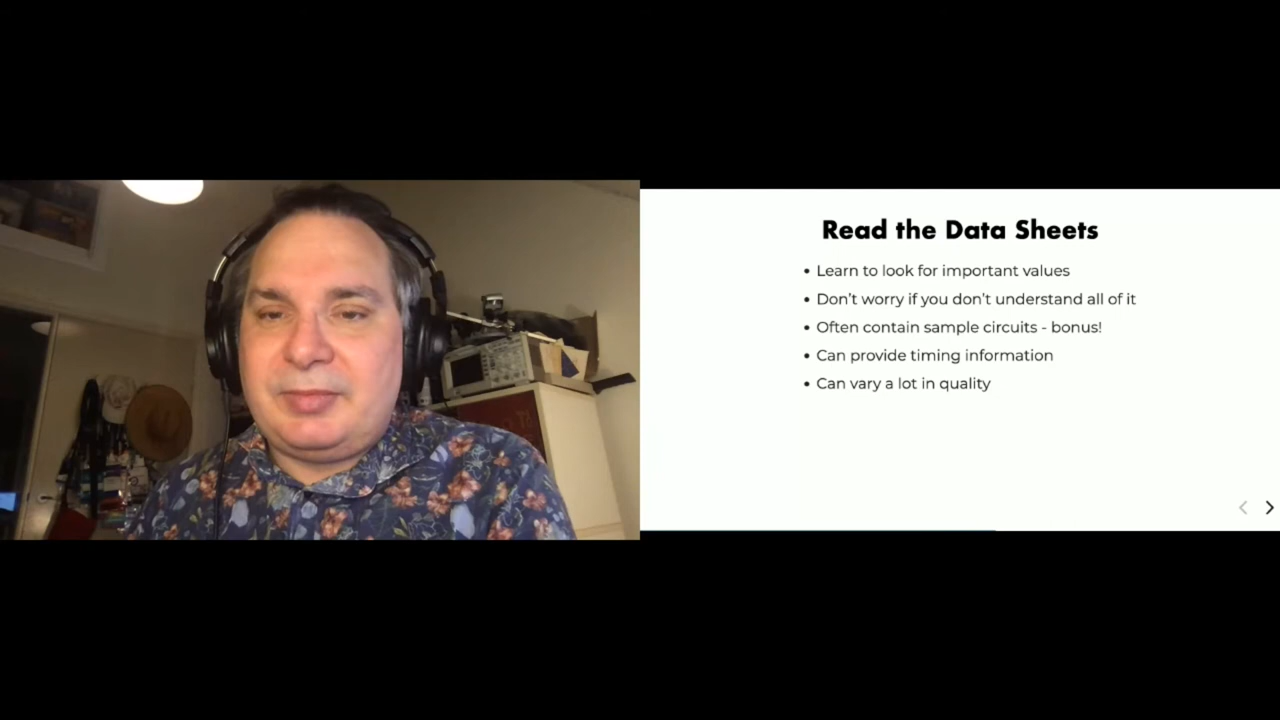 Read the Data Sheets
• Learn to look for important values
• Don't worry if you don't understand all of it
• Often contain sample circuits - bonus!
• Can provide timing information
• Can vary a lot in quality